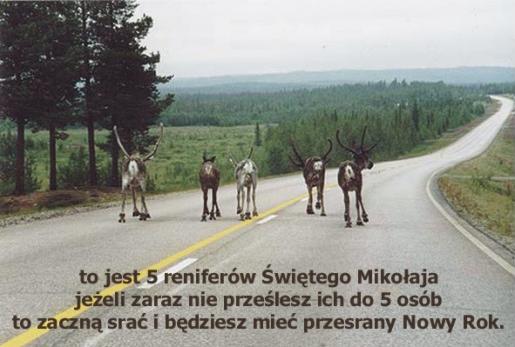 to jest 5 reniferów Świętego Mikołaja
jeżeli zaraz nie prześlesz ich do 5 osób
to zaczną srać i będziesz mieć przesrany Nowy Rok.